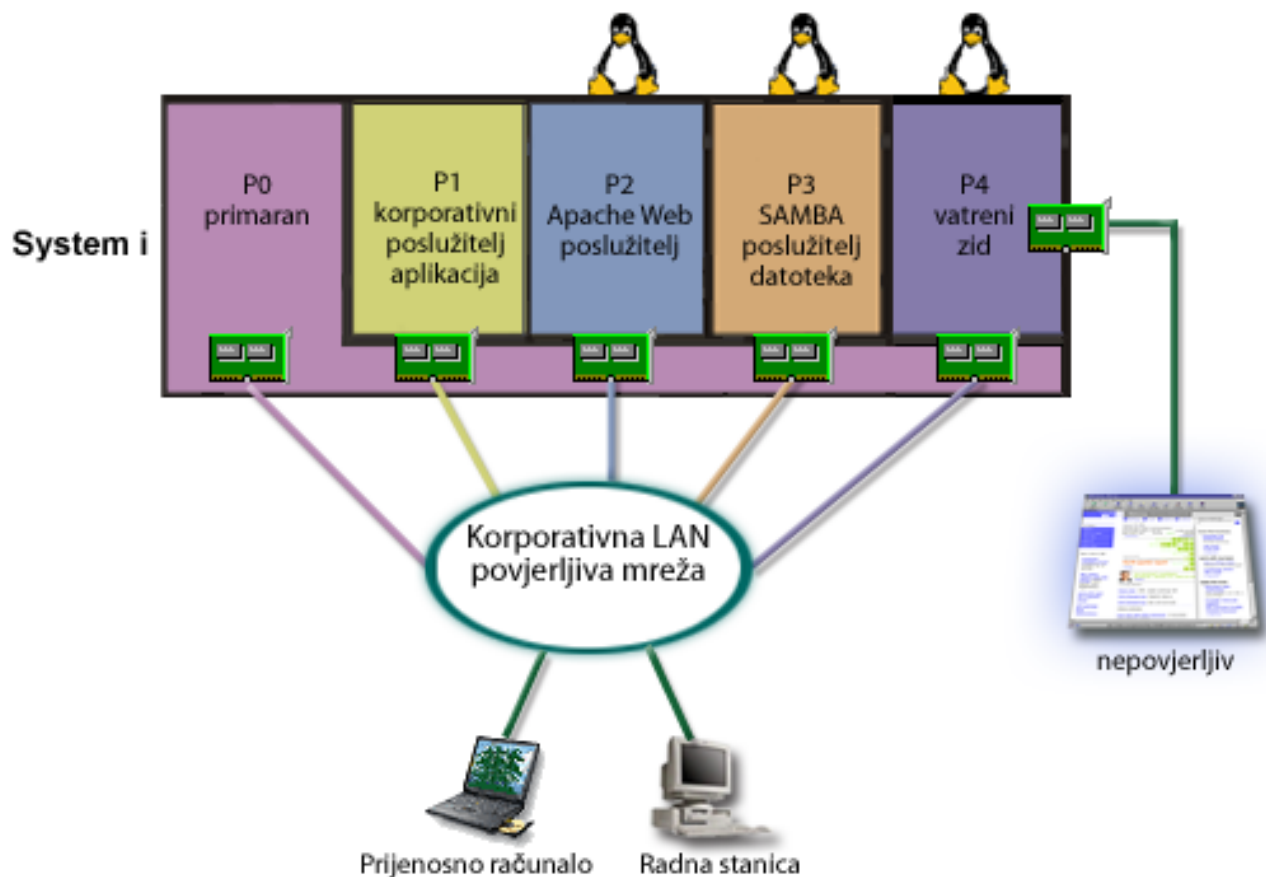 System i
P0
primaran
P1
korporativni
poslužitelj
aplikacija
P2
Apache Web
poslužitelj
P3
SAMBA
poslužitelj
datoteka
P4
vatreni
zid
Korporativna LAN
povjerljiva mreža
nepovjerljiv
Prijenosno računalo
Radna stanica